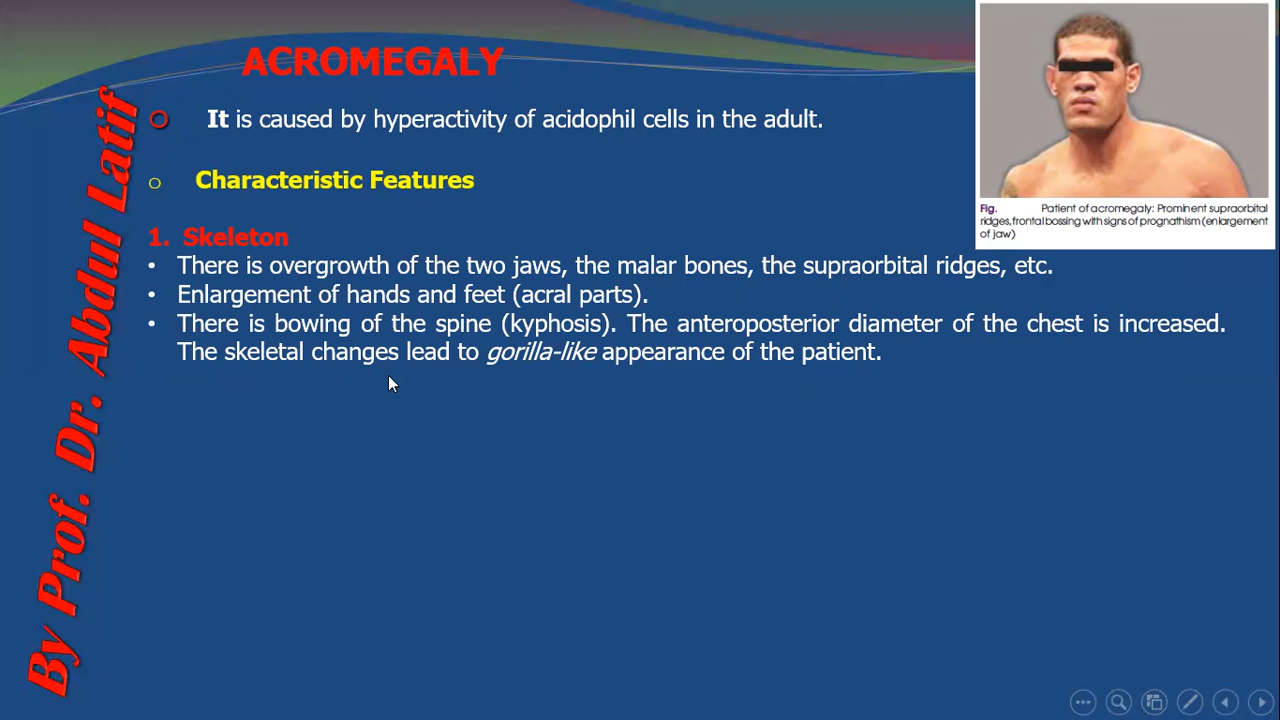 ACROMEGALY
It is caused by hyperactivity of acidophil cells in the adult.
Characteristic Features
1. Skeleton
• There is overgrowth of the two jaws, the malar bones, the supraorbital ridges, etc.
• Enlargement of hands and feet (acral parts).
• There is bowing of the spine (kyphosis). The anteroposterior diameter of the chest is increased.
The skeletal changes lead to gorilla-like appearance of the patient.
Fig. Patient of acromegaly: Prominent supraorbital
ridges, frontal bossing with signs of prognathism (enlargement
of jaw)
By Prof. Dr. Abdul Latif